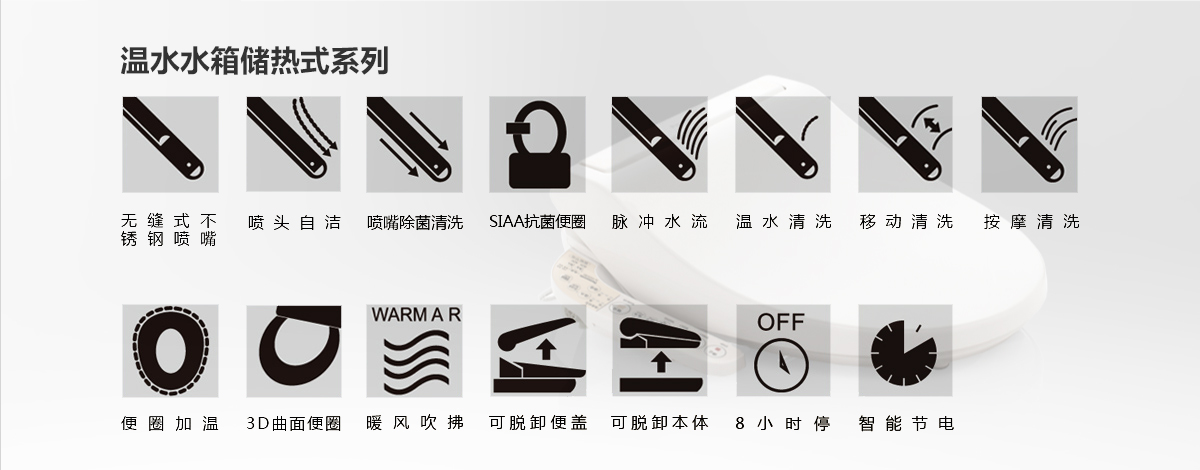 温水水箱储热式系列
无缝式不
锈钢喷嘴
喷头自洁
喷嘴除菌清洗
SIAA抗菌便圈
脉冲水流
温水清洗
移动清洗
按摩清洗
WARM A R
OFF
便圈加温
3D曲面便圈
暖风吹拂
可脱卸便盖
可脱卸本体
8小时停
智能节电